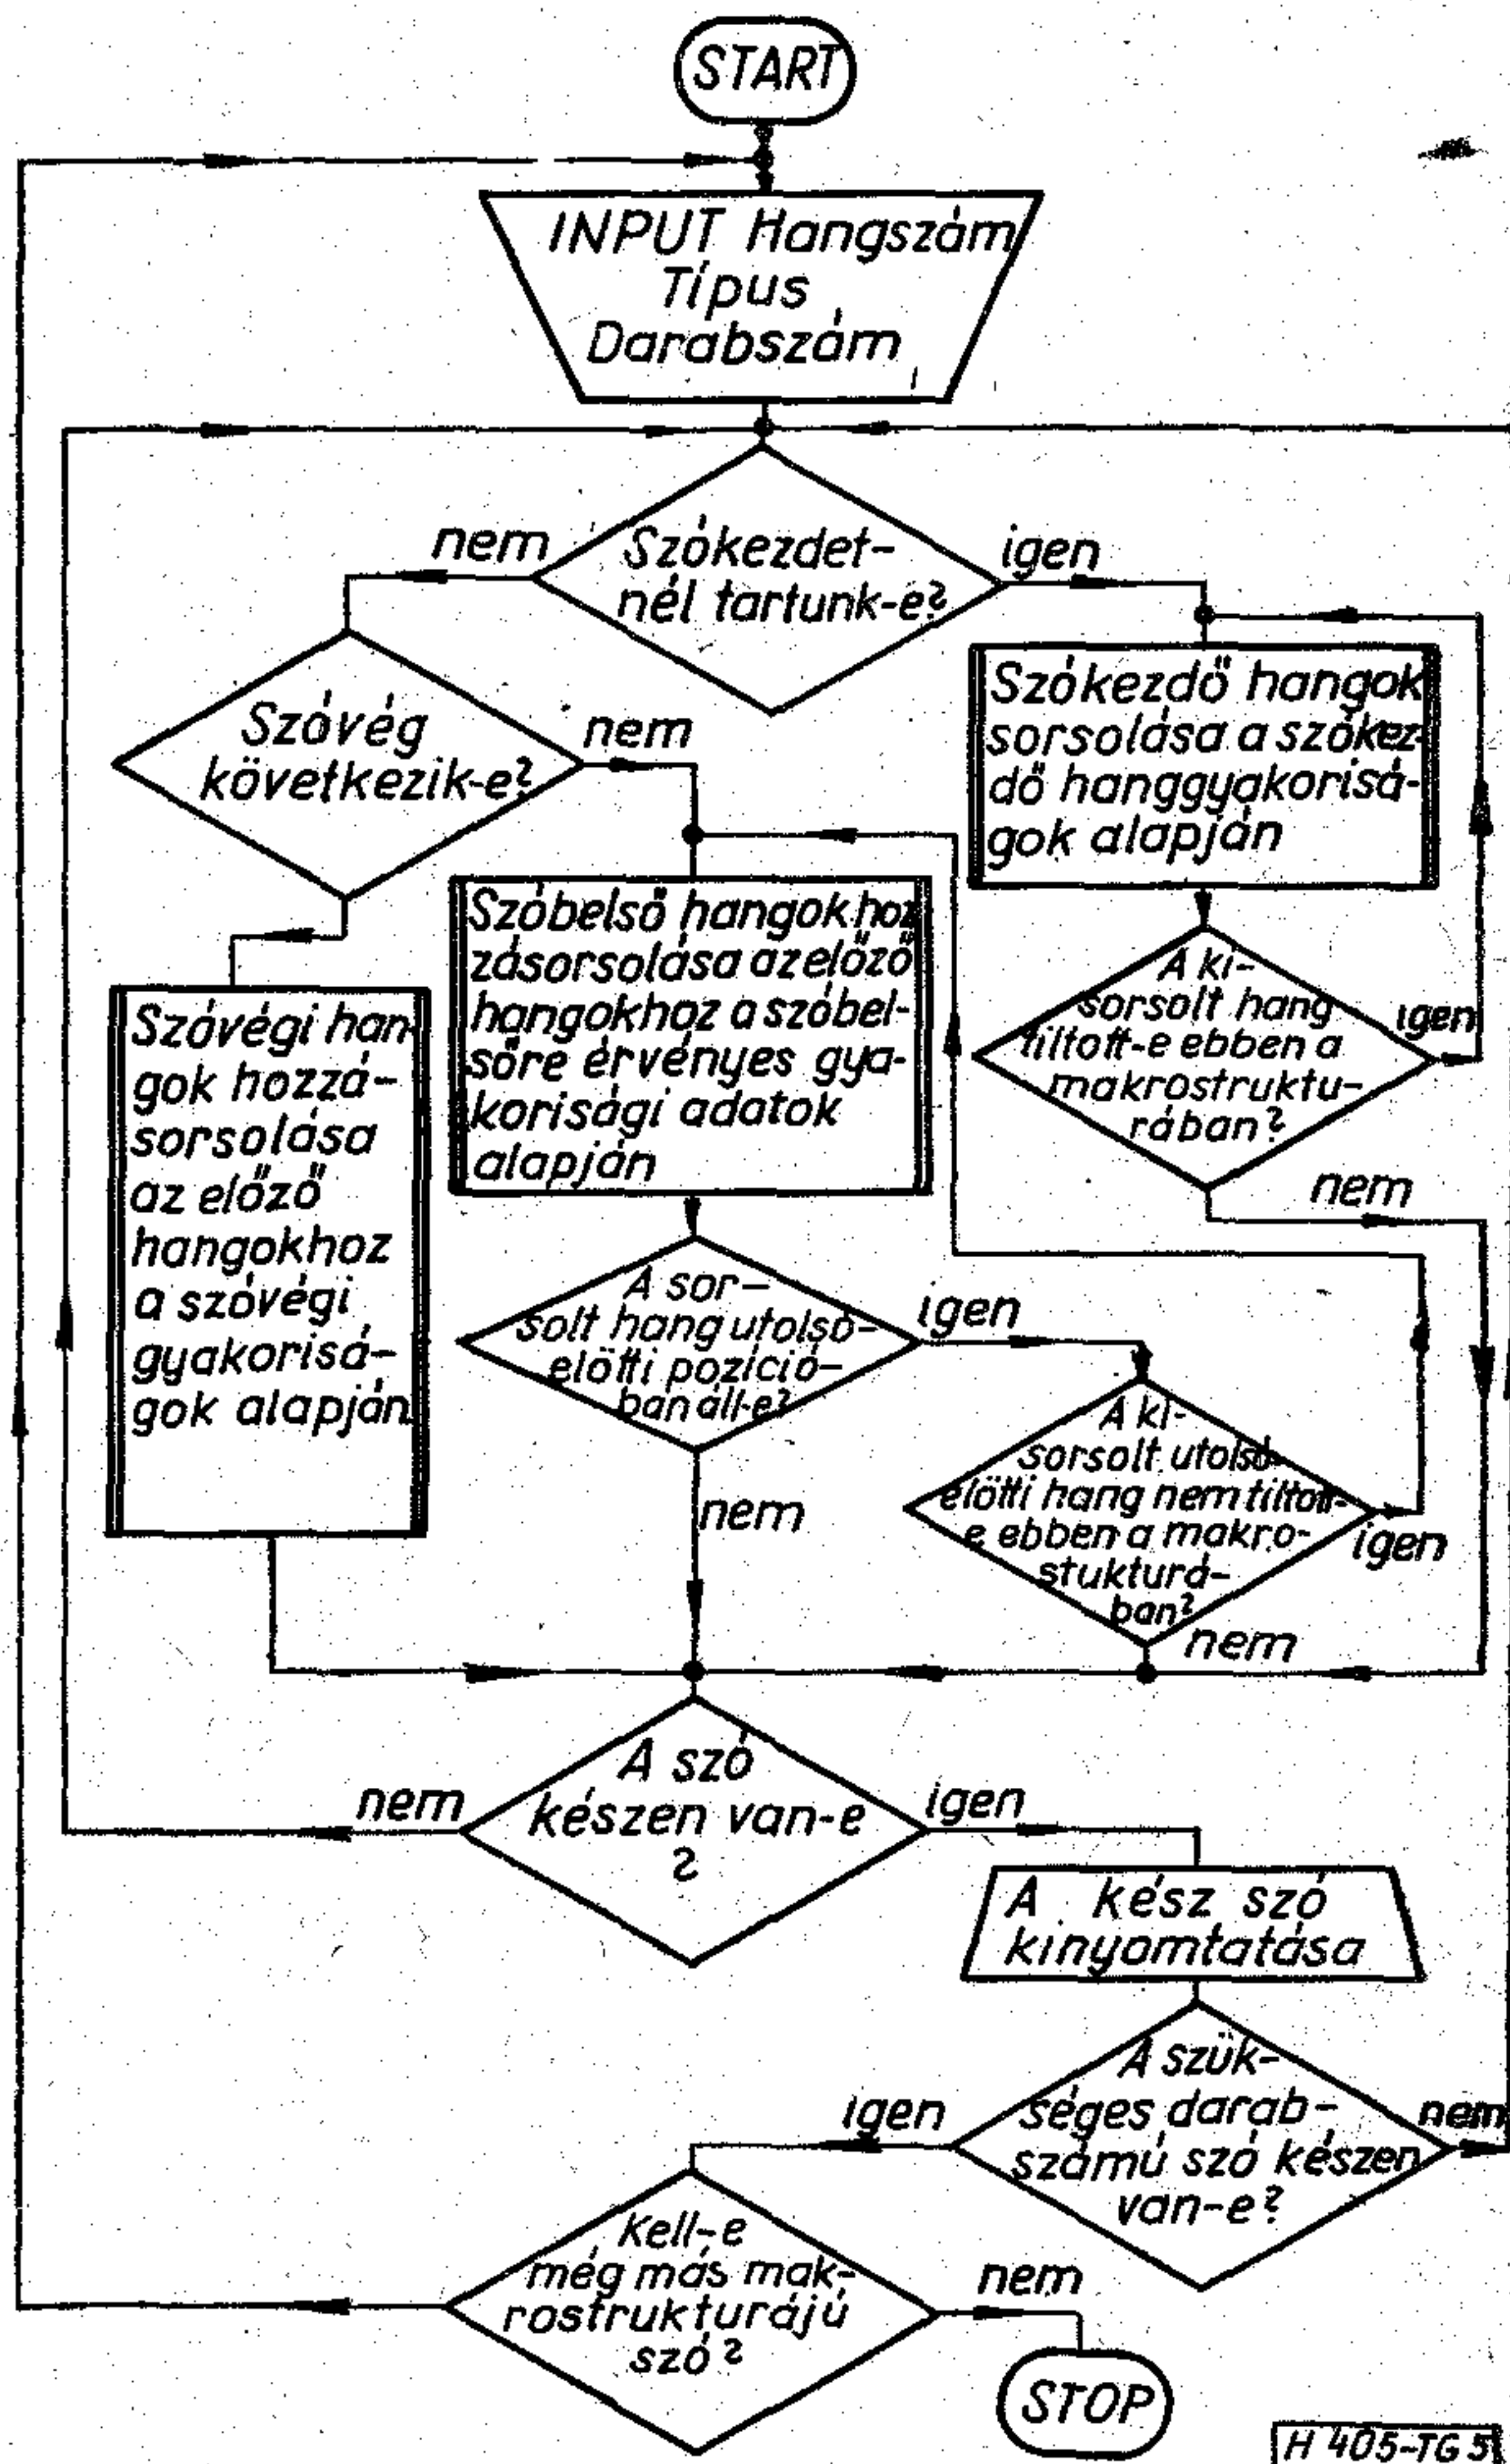 START
INPUT Hangszám
Típus
Darabszám
nem
Szókezdet-
nél tartunk-e?
igen
Szóvég
következik-e?
nem
Szókezdő hangok
sorsolása a szókez-
dő hanggyakorisá-
gok alapján
Szóbelső hangok hoz
zásorsolása az előző
hangokhoz a szóbel-
sőre érvényes gya-
korisági adatok
alapján
A ki-
sorsolt hang
tiltott-e ebben a
makrostruktu-
rában?
igen
nem
Szóvégi han
gok hozzá-
sorsolása
az előző
hangokhoz
a szóvégi
gyakorisá-
gok alapján
A sor-
solt hang utolsó-
előtti pozíció-
ban áll-e?
igen
nem
A ki-
sorsolt utolsó-
előtti hang nem tiltott-
e ebben a makro-
stukturá-
ban?
igen
nem
A szó
készen van-e
?
nem
igen
A kész szó
kinyomtatása
A szük-
séges darab-
számú szó készen
van-e?
igen
nem
Kell-e
még más mak-
rostrukturájú
szó?
nem
STOP
H 405-TG 5